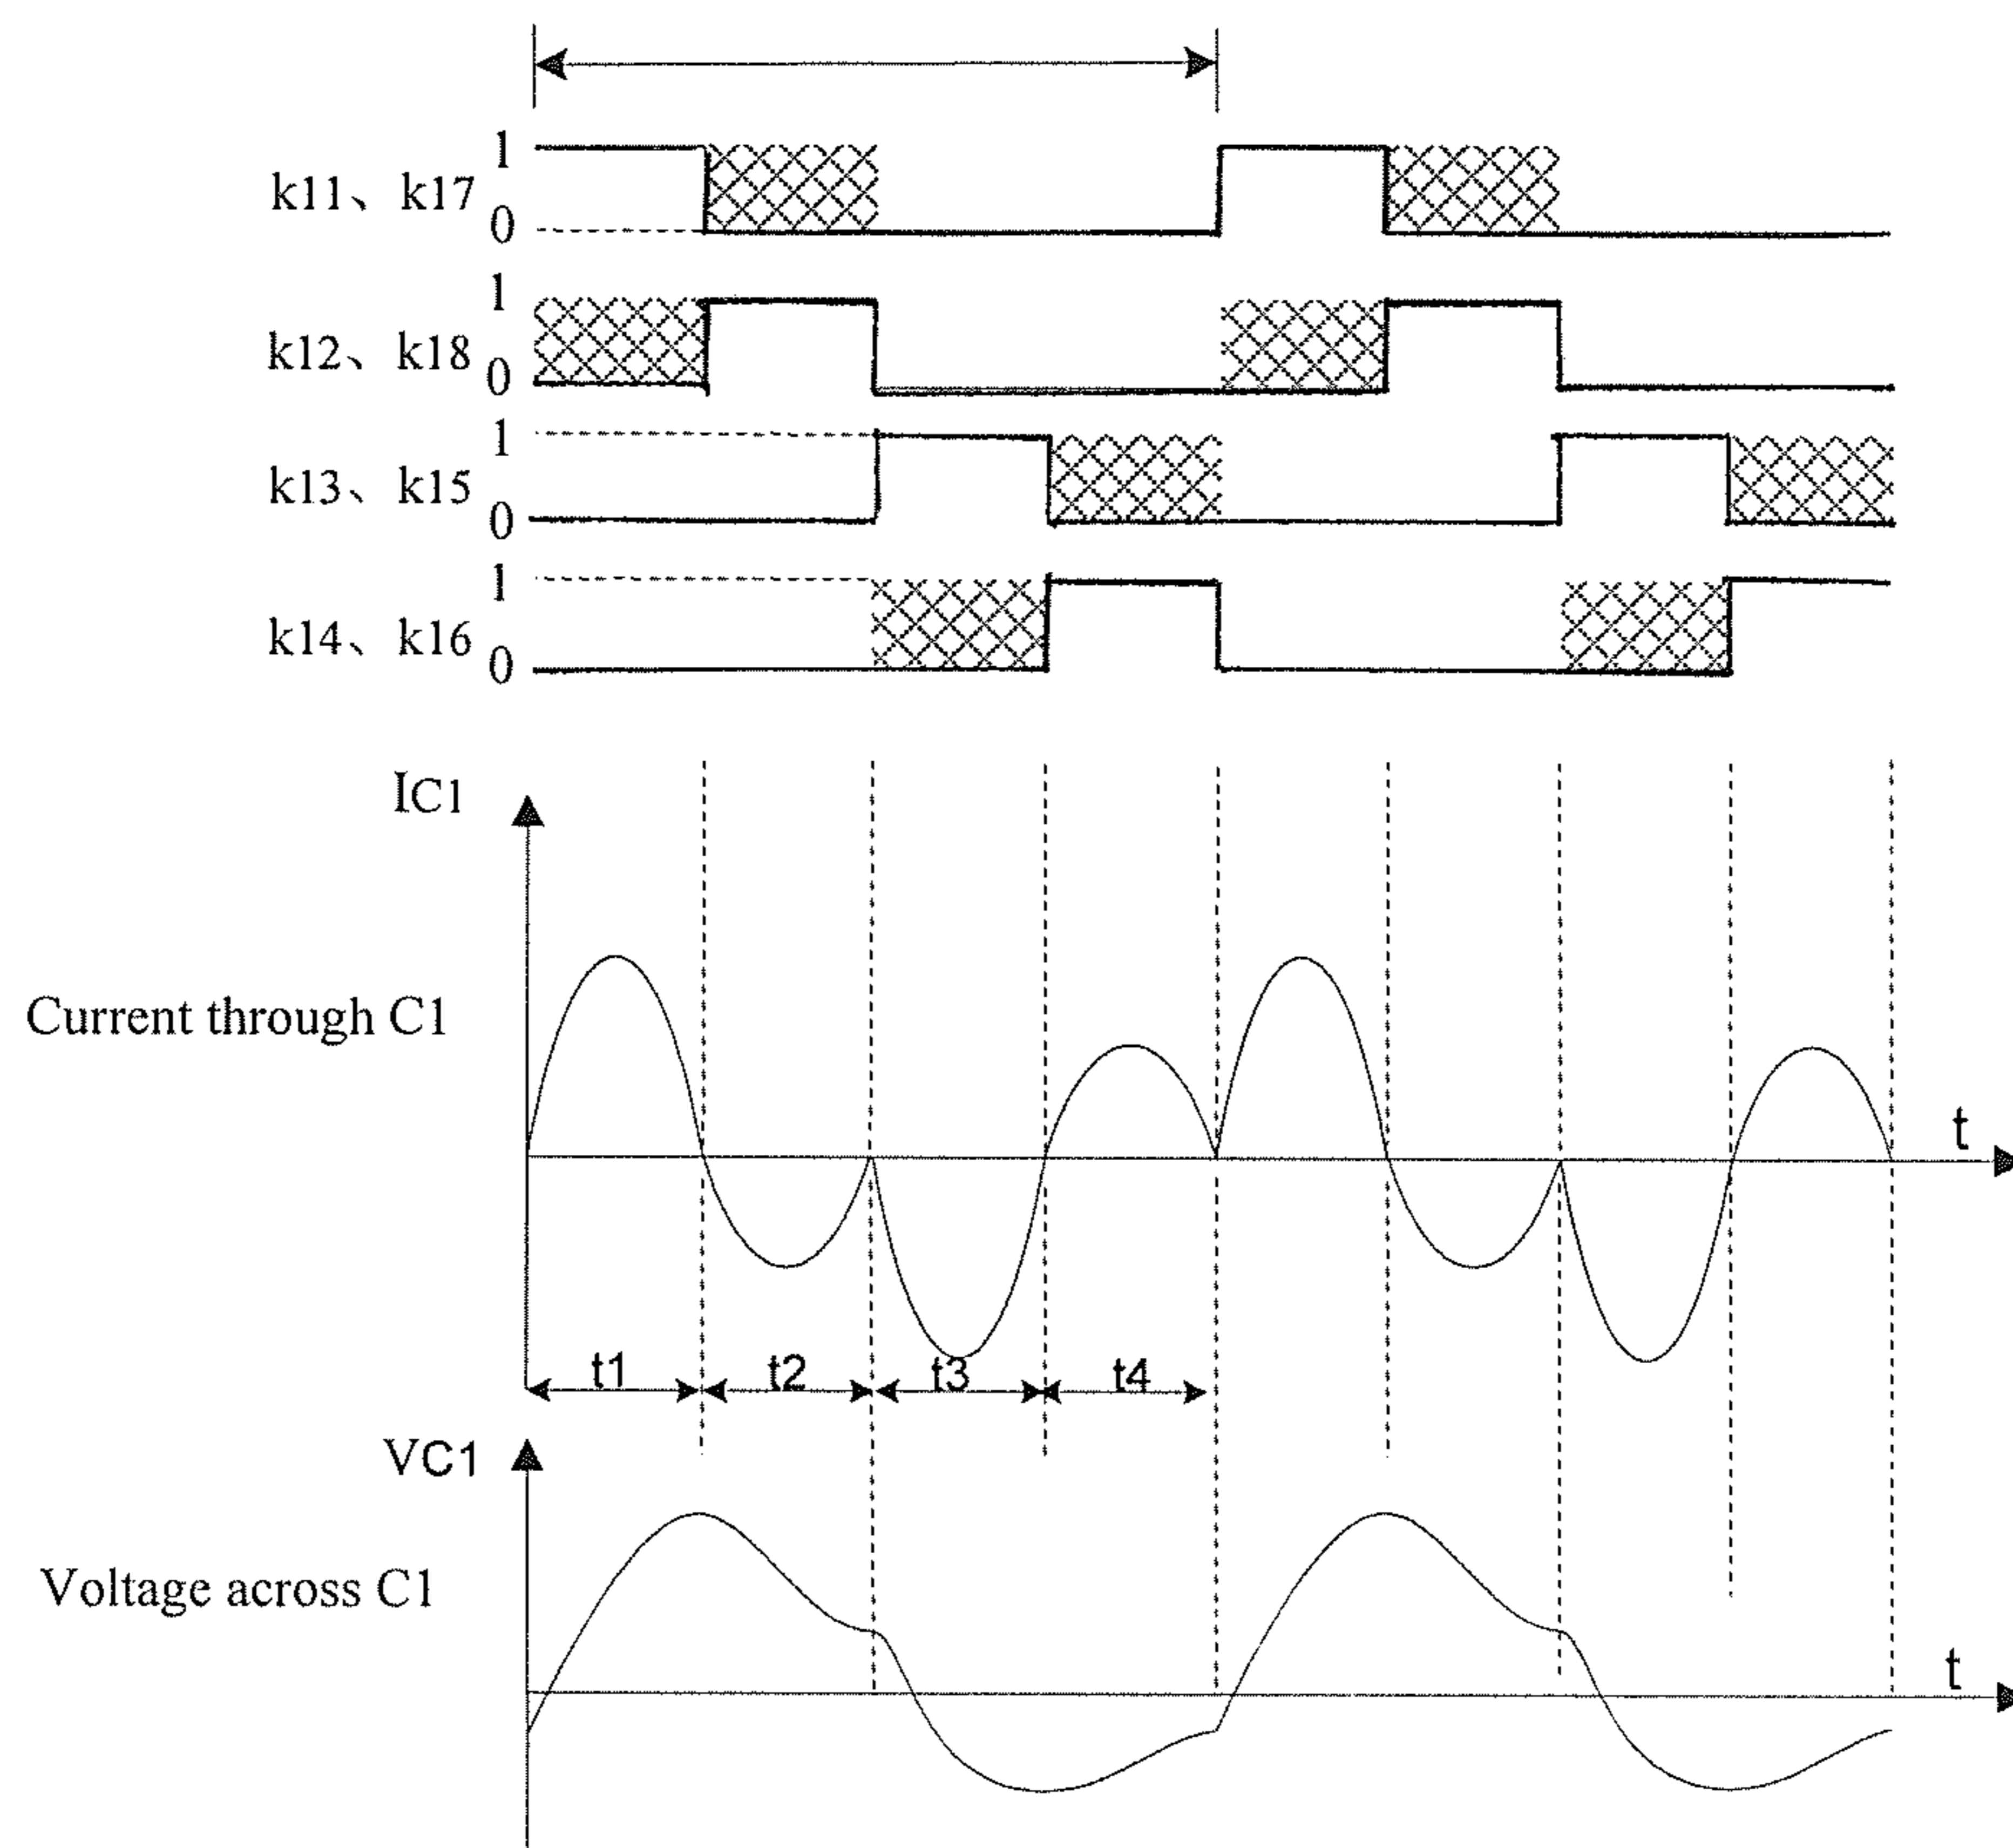 1
k11、k17
0
1
k12、k18
0
1
k13、k15
0
1
k14、k16
0
IC1
Current through C1
t
t1 t2 t3 t4
VC1
Voltage across C1
t